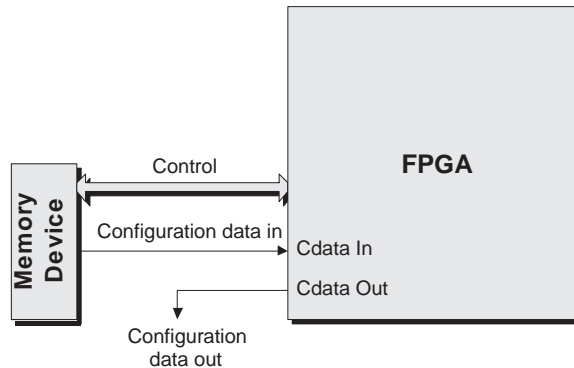 Control
FPGA
Memory
Device
Configuration data in
Cdata In
Cdata Out
Configuration
data out